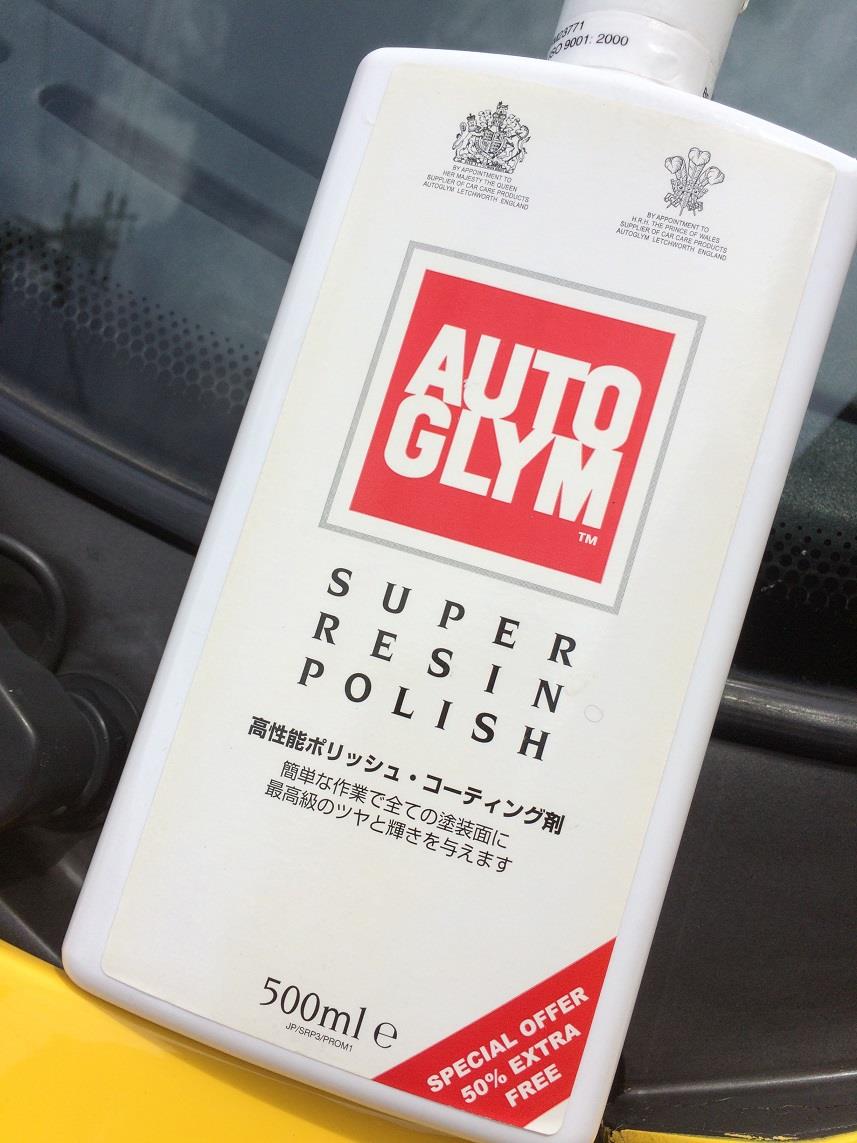 ISO 9001: 2000
BY APPOINTMENT TO
HER MAJESTY THE QUEEN
SUPPLIER OF CAR CARE PRODUCTS
AUTOGLYM LETCHWORTH ENGLAND
BY APPOINTMENT TO
H.R.H. THE PRINCE OF WALES
SUPPLIER OF CAR CARE PRODUCTS
AUTOGLYM LETCHWORTH ENGLAND
AUTO
GLYM
TM
SUPER
RESIN
POLISH
高性能ポリッシュ・コーティング剤
簡単な作業で全ての塗装面に
最高級のツヤと輝きを与えます
500ml e
JP/SRP3/PROM1
SPECIAL OFFER
50% EXTRA
FREE